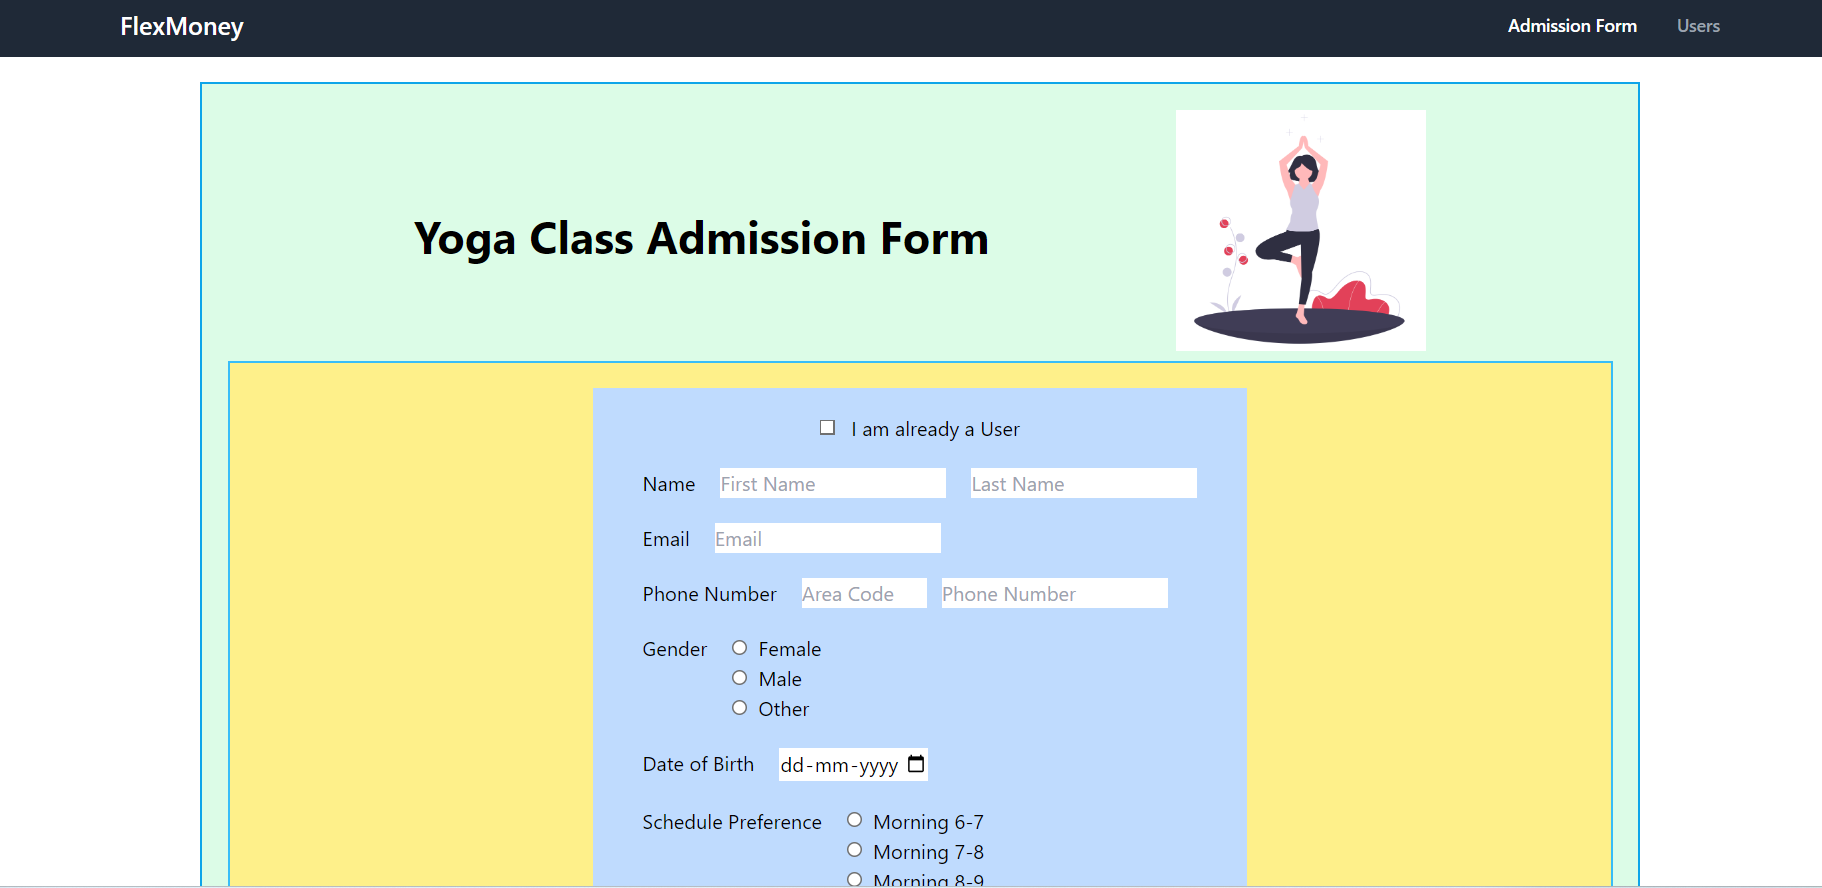 FlexMoney Admission Form Users
Yoga Class Admission Form
I am already a User
Name First Name Last Name
Email Email
Phone Number Area Code Phone Number
Gender Female
Male
Other
Date of Birth dd-mm-yyyy
Schedule Preference Morning 6-7
Morning 7-8
Morning 8-9